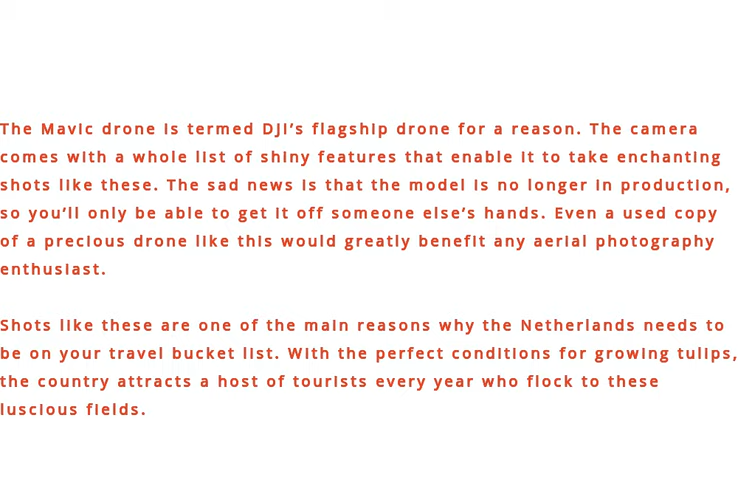 The Mavic drone is termed DJI's flagship drone for a reason. The camera
comes with a whole list of shiny features that enable it to take enchanting
shots like these. The sad news is that the model is no longer in production,
so you'll only be able to get it off someone else's hands. Even a used copy
of a precious drone like this would greatly benefit any aerial photography
enthusiast.
Shots like these are one of the main reasons why the Netherlands needs to
be on your travel bucket list. With the perfect conditions for growing tulips,
the country attracts a host of tourists every year who flock to these
luscious fields.